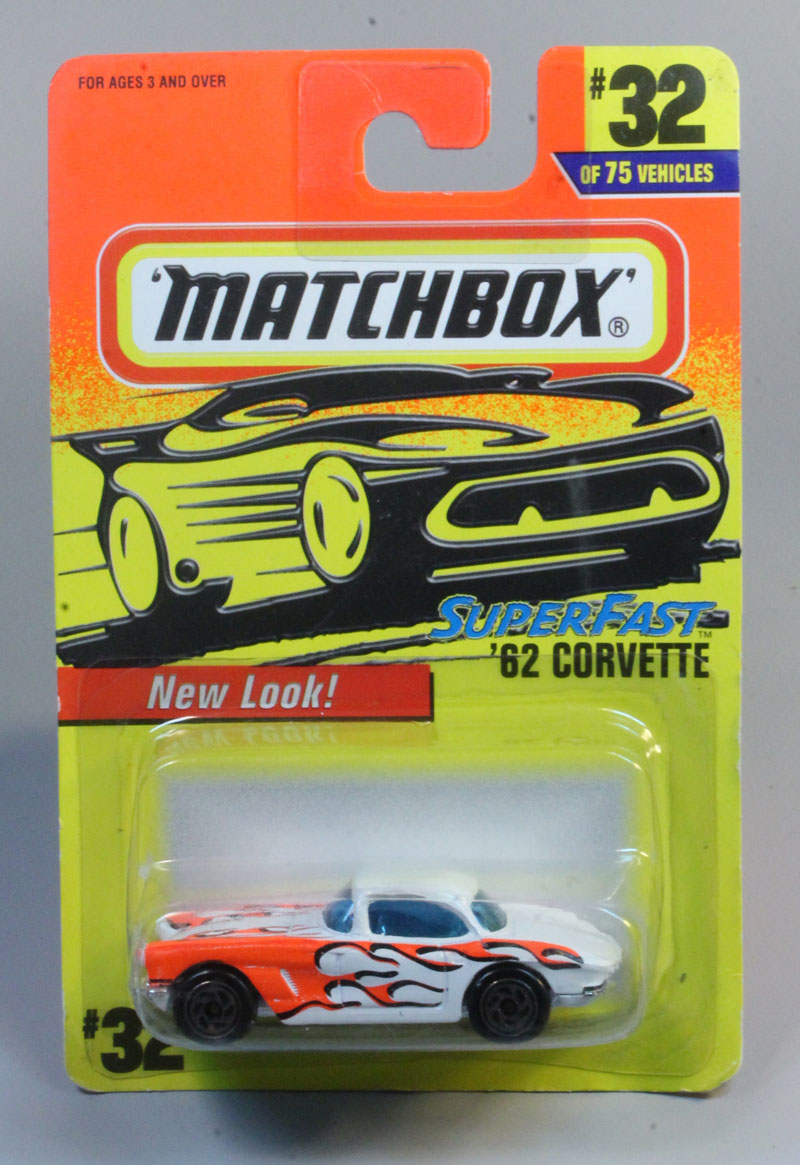 FOR AGES 3 AND OVER
#32
OF 75 VEHICLES
'MATCHBOX'®
SUPERFAST™
'62 CORVETTE
New Look!
#32